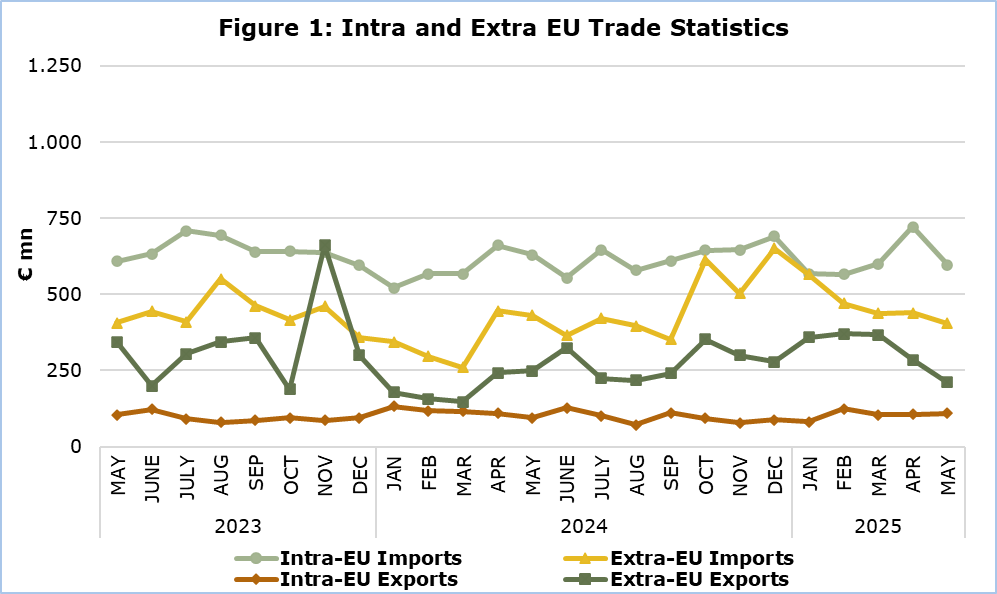 Figure 1: Intra and Extra EU Trade Statistics
1.250
1.000
750
500
250
0
€ mn
MAY JUNE JULY AUG SEP OCT NOV DEC JAN FEB MAR APR MAY JUNE JULY AUG SEP OCT NOV DEC JAN FEB MAR APR MAY
2023 2024 2025
Intra-EU Imports Extra-EU Imports
Intra-EU Exports Extra-EU Exports